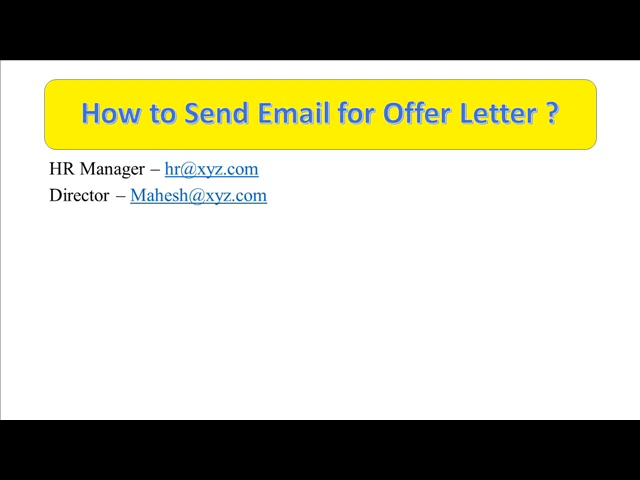 How to Send Email for Offer Letter ?
HR Manager – hr@xyz.com
Director – Mahesh@xyz.com